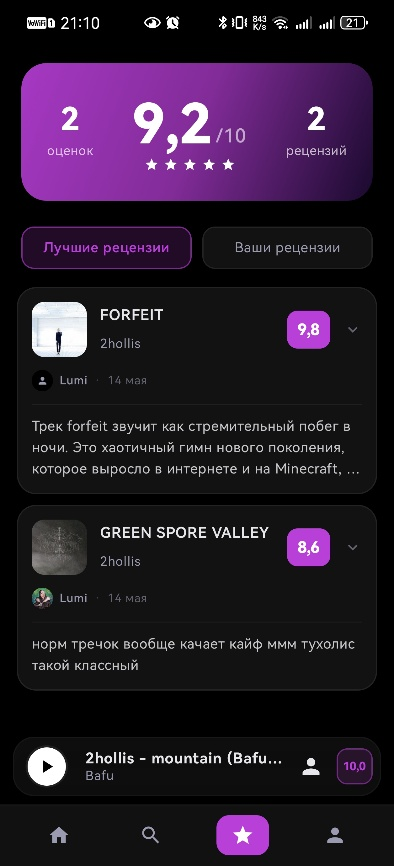 VoWiFi 1 21:10 843 K/s 21
2 9,2/10 2
оценок рецензий
Лучшие рецензии Ваши рецензии
FORFEIT
2hollis
9,8
Lumi · 14 мая
Трек forfeit звучит как стремительный побег в
ночи. Это хаотичный гимн нового поколения,
которое выросло в интернете и на Minecraft, ...
GREEN SPORE VALLEY
2hollis
8,6
Lumi · 14 мая
норм тречок вообще качает кайф ммм тухолис
такой классный
2hollis - mountain (Bafu...
Bafu
10,0